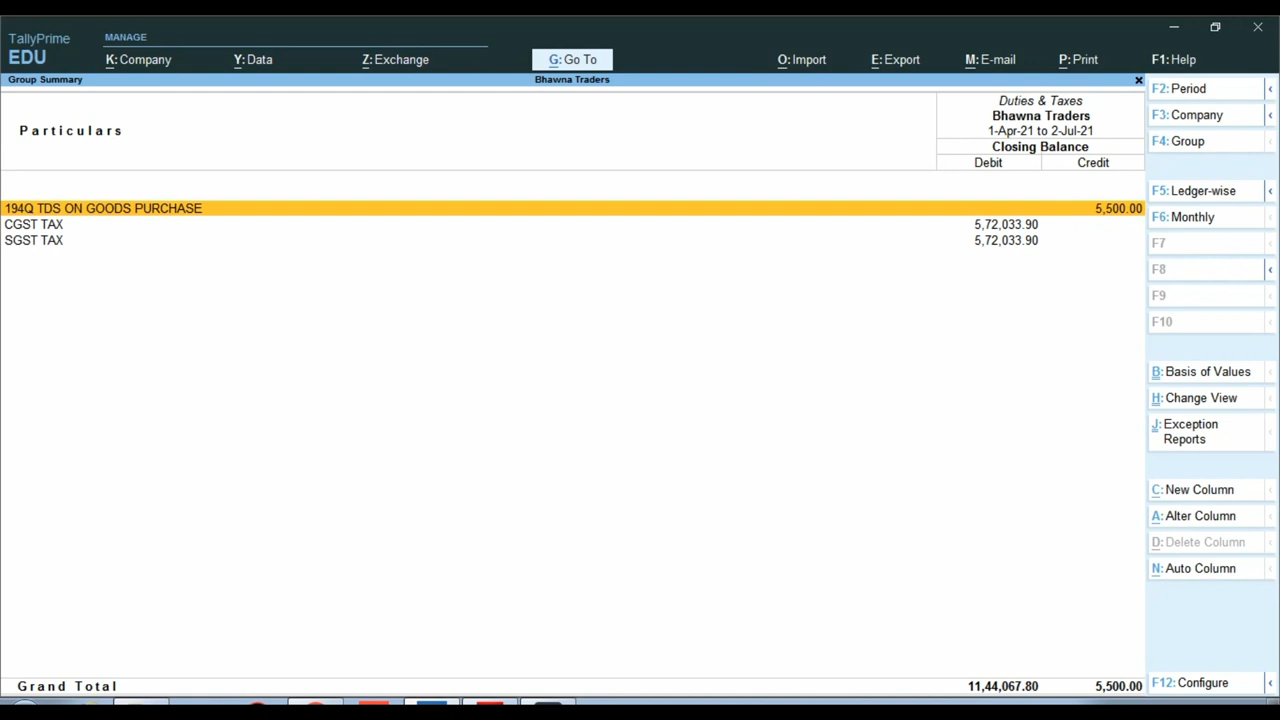 TallyPrime
EDU
MANAGE
K: Company
Y: Data
Z: Exchange
G: Go To
O: Import
E: Export
M: E-mail
P: Print
F1: Help
Group Summary
Bhawna Traders
x
Particulars
Duties & Taxes
Bhawna Traders
1-Apr-21 to 2-Jul-21
Closing Balance
Debit Credit
194Q TDS ON GOODS PURCHASE 5,500.00
CGST TAX 5,72,033.90
SGST TAX 5,72,033.90
Grand Total 11,44,067.80 5,500.00
F2: Period
F3: Company
F4: Group
F5: Ledger-wise
F6: Monthly
F7
F8
F9
F10
B: Basis of Values
H: Change View
J: Exception
Reports
C: New Column
A: Alter Column
D: Delete Column
N: Auto Column
F12: Configure